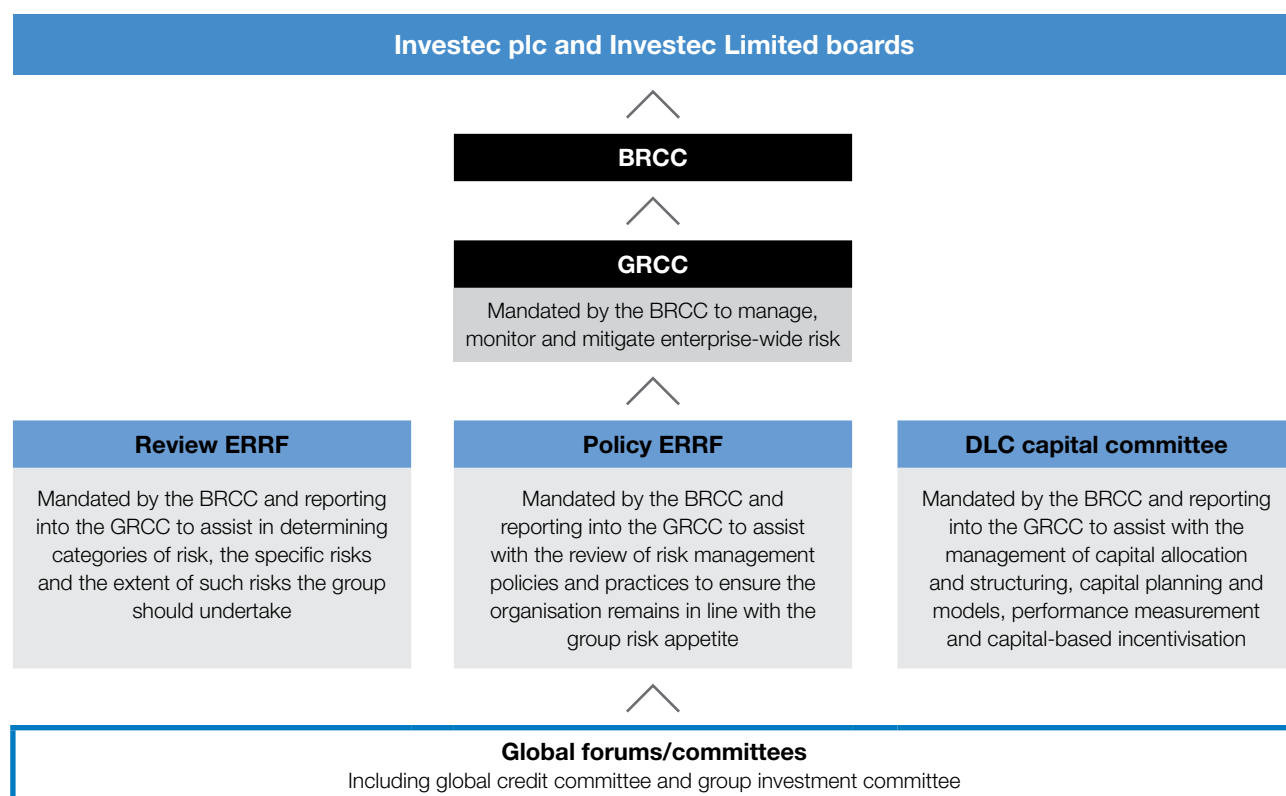 Investec plc and Investec Limited boards
BRCC
GRCC
Mandated by the BRCC to manage,
monitor and mitigate enterprise-wide risk
Review ERRF
Mandated by the BRCC and reporting
into the GRCC to assist in determining
categories of risk, the specific risks
and the extent of such risks the group
should undertake
Policy ERRF
Mandated by the BRCC and
reporting into the GRCC to assist
with the review of risk management
policies and practices to ensure the
organisation remains in line with the
group risk appetite
DLC capital committee
Mandated by the BRCC and reporting
into the GRCC to assist with the
management of capital allocation
and structuring, capital planning and
models, performance measurement
and capital-based incentivisation
Global forums/committees
Including global credit committee and group investment committee